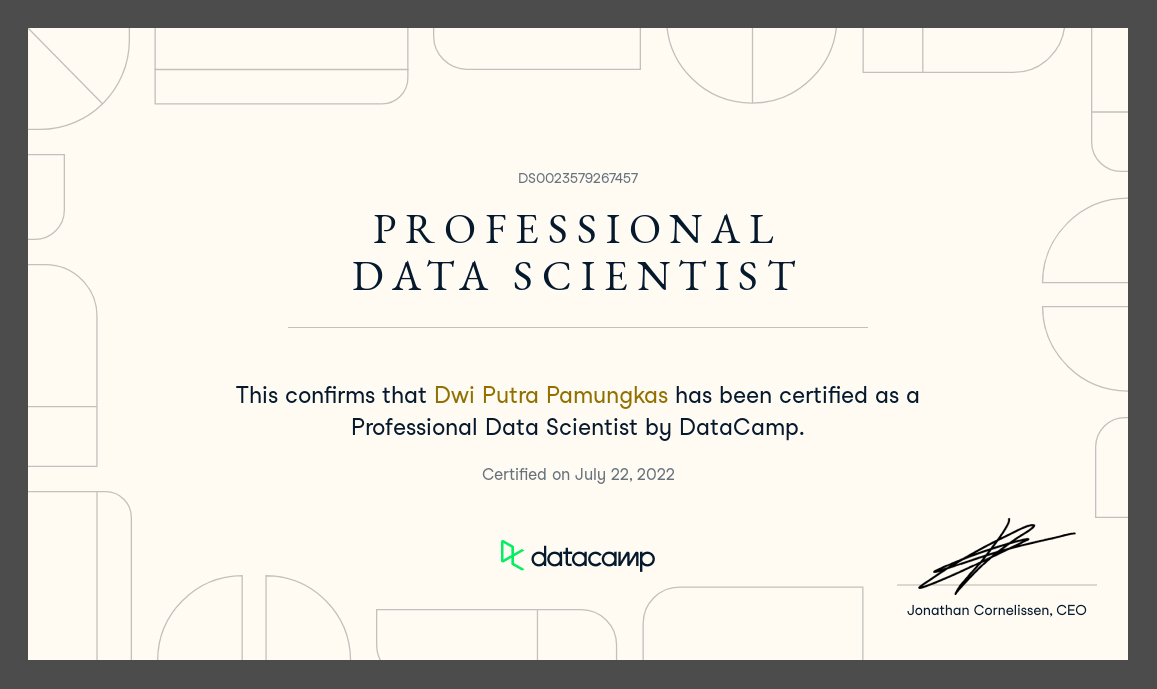 DS0023579267457
PROFESSIONAL
DATA SCIENTIST
This confirms that Dwi Putra Pamungkas has been certified as a
Professional Data Scientist by DataCamp.
Certified on July 22, 2022
datacamp
Jonathan Cornelissen, CEO